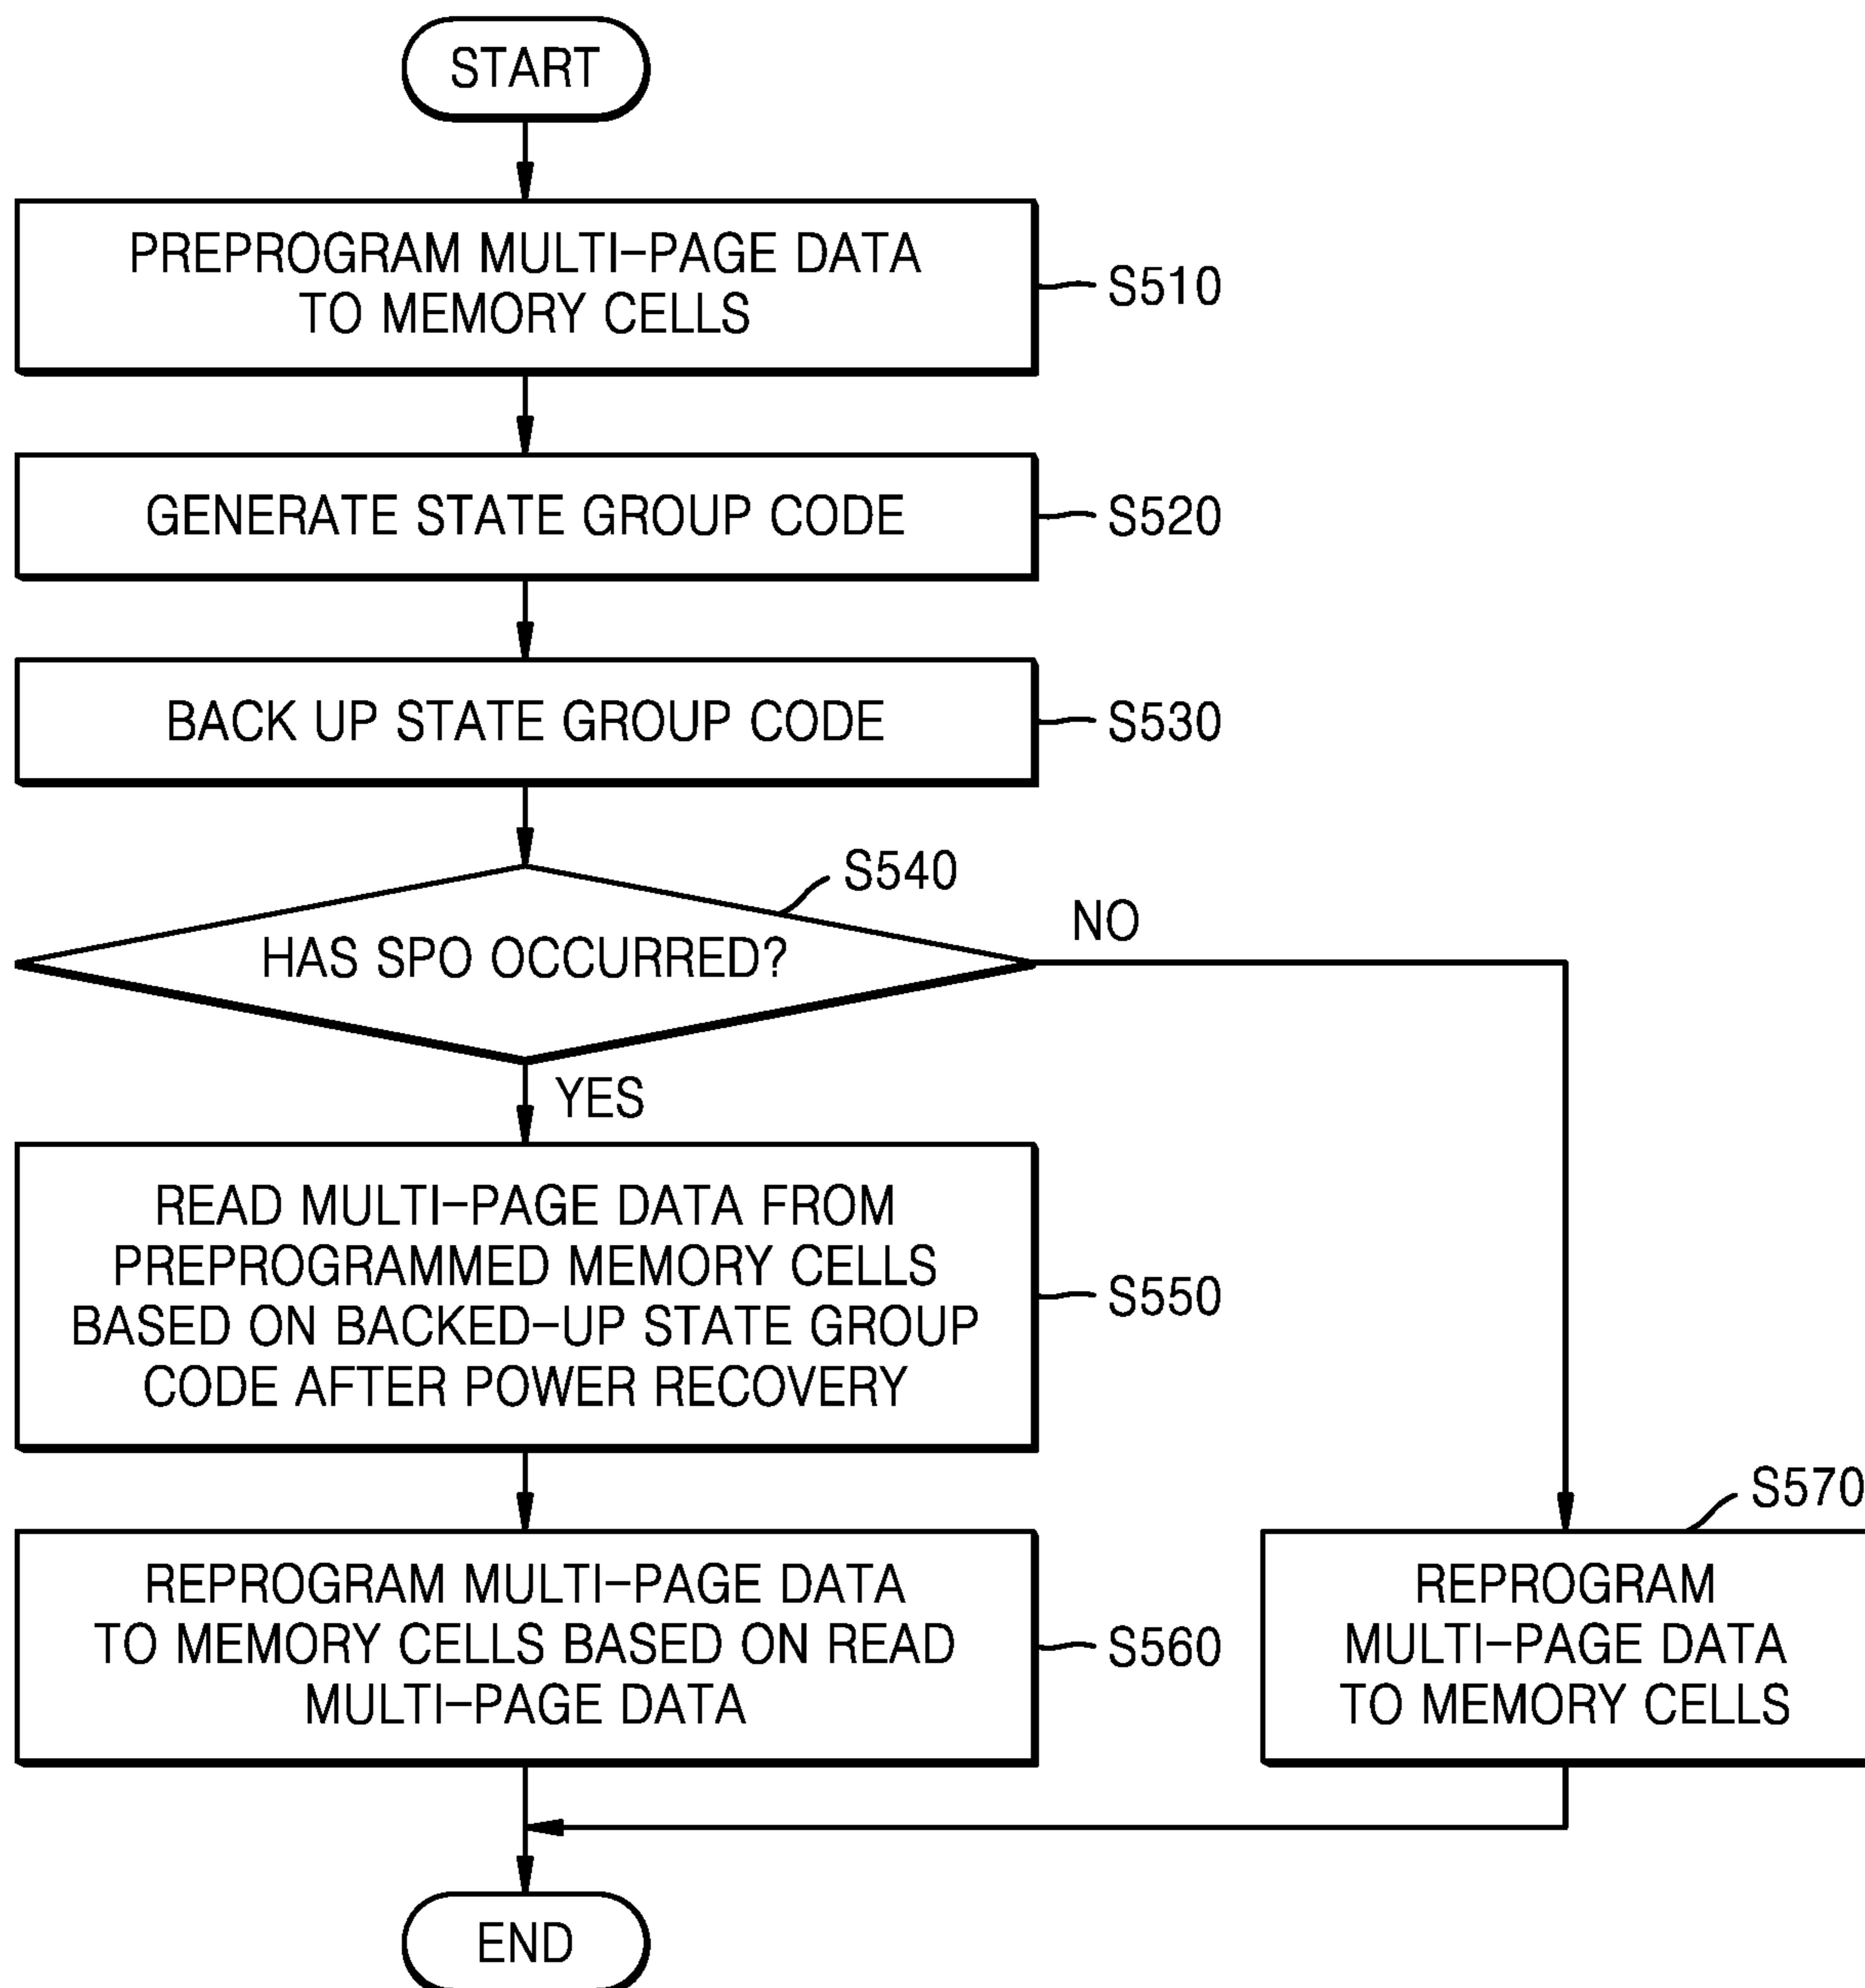 START
PREPROGRAM MULTI-PAGE DATA
TO MEMORY CELLS
S510
GENERATE STATE GROUP CODE
S520
BACK UP STATE GROUP CODE
S530
S540
HAS SPO OCCURRED?
NO
YES
READ MULTI-PAGE DATA FROM
PREPROGRAMMED MEMORY CELLS
BASED ON BACKED-UP STATE GROUP
CODE AFTER POWER RECOVERY
S550
REPROGRAM MULTI-PAGE DATA
TO MEMORY CELLS BASED ON READ
MULTI-PAGE DATA
S560
S570
REPROGRAM
MULTI-PAGE DATA
TO MEMORY CELLS
END